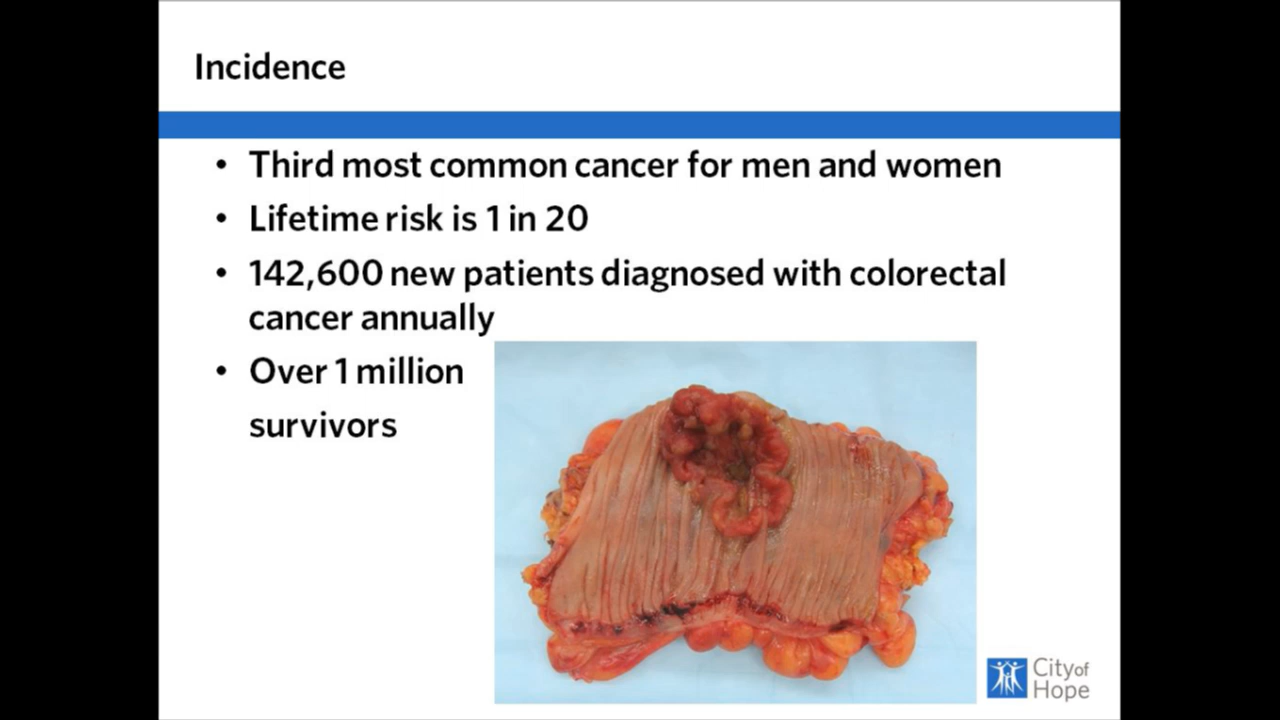 Incidence
• Third most common cancer for men and women
• Lifetime risk is 1 in 20
• 142,600 new patients diagnosed with colorectal
cancer annually
• Over 1 million
survivors
City of
Hope